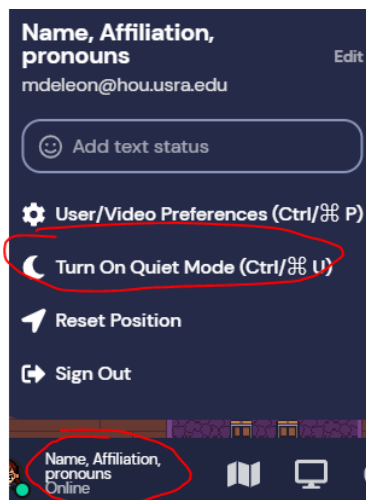 Name, Affiliation,
pronouns
Edit
mdeleon@hou.usra.edu
Add text status
User/Video Preferences (Ctrl/⌘ P)
Turn On Quiet Mode (Ctrl/⌘ U)
Reset Position
Sign Out
Name, Affiliation,
pronouns
Online